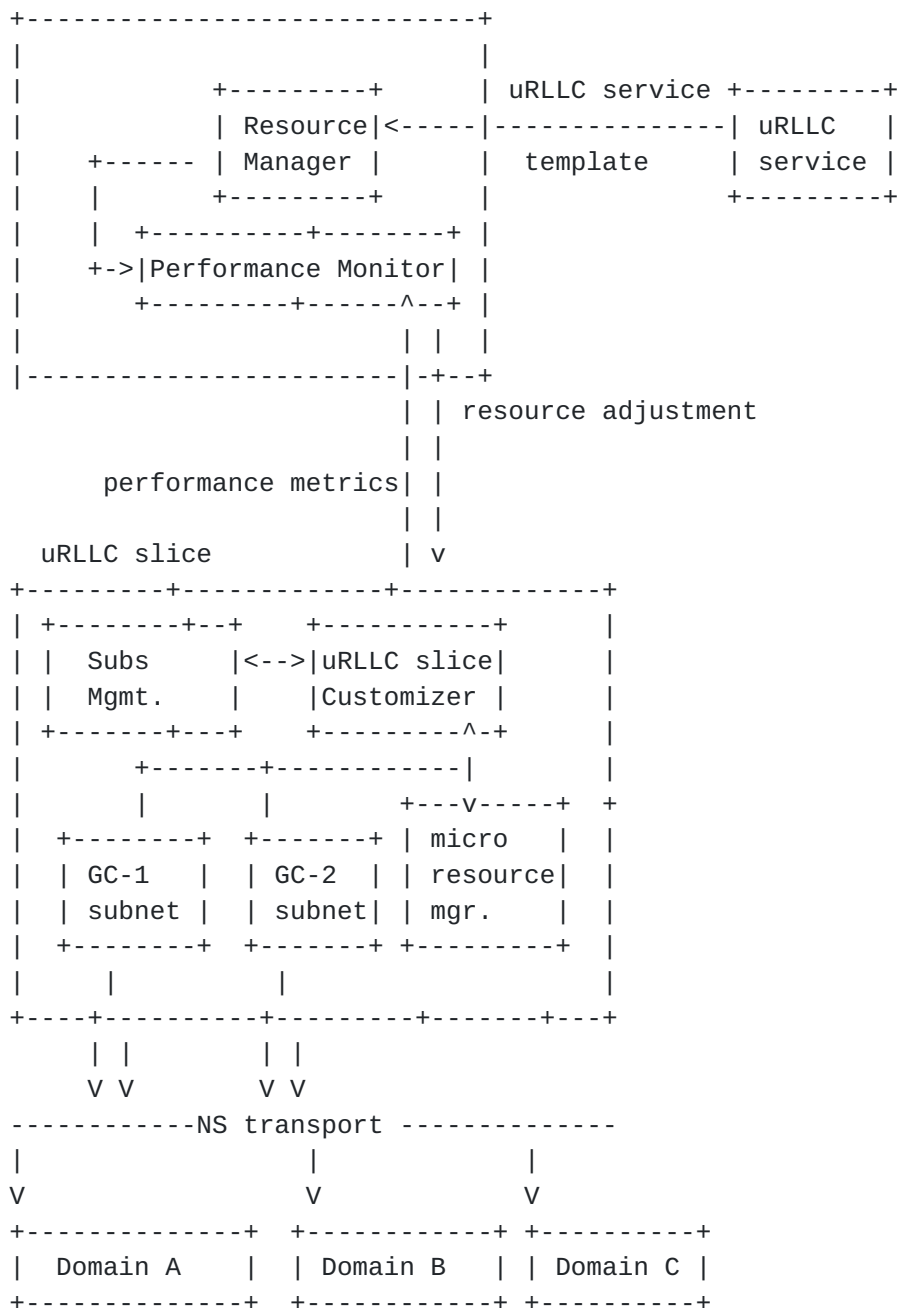 +-----------------------------+
|                             |
|            +---------+      | uRLLC service +---------+
|            | Resource|<-----|---------------| uRLLC   |
|    +------ | Manager |      |  template     | service |
|    |       +---------+      |               +---------+
|    |  +----------+--------+ |
|    +->|Performance Monitor| |
|       +---------+------^--+ |
|                        | |  |
|------------------------|-+--+
                         | | resource adjustment
                         | |
      performance metrics| |
                         | |
  uRLLC slice            | v
+---------+-------------+-------------+
| +--------+--+    +-----------+      |
| |  Subs     |<-->|uRLLC slice|      |
| |  Mgmt.    |    |Customizer |      |
| +-------+---+    +---------^-+      |
|       +-------+------------|        |
|       |       |        +---v-----+  +
|  +--------+  +-------+ | micro   |  |
|  | GC-1   |  | GC-2  | | resource|  |
|  | subnet |  | subnet| | mgr.    |  |
|  +--------+  +-------+ +---------+  |
|     |          |                    |
+----+----------+---------+-------+---+
     | |        | |
     V V        V V
------------NS transport --------------
|                  |             |
V                  V             V
+---------------+  +------------+ +----------+
|  Domain A     |  | Domain B   | | Domain C |
+---------------+  +------------+ +----------+